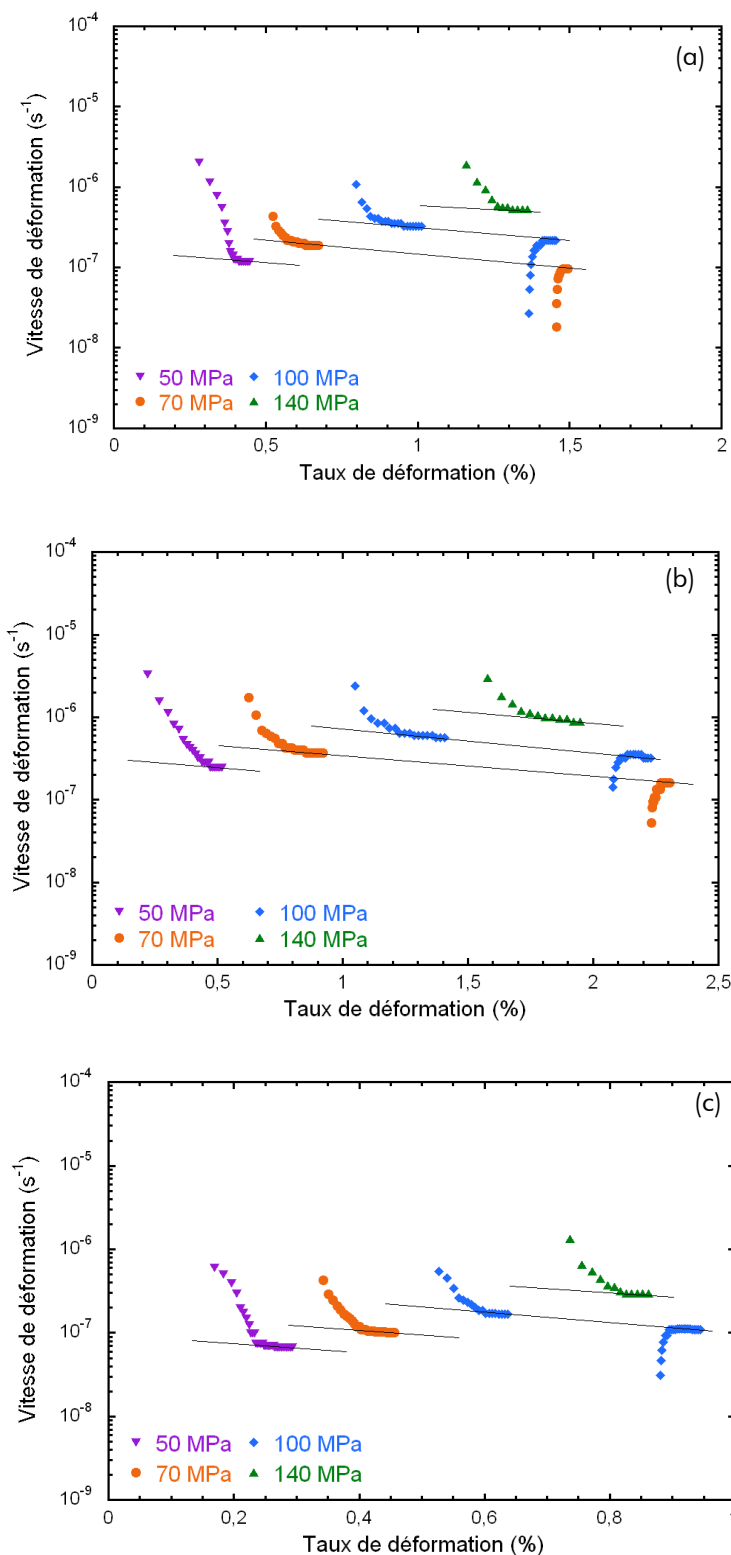 (a)
Vitesse de déformation (s⁻¹)
10⁻⁴
10⁻⁵
10⁻⁶
10⁻⁷
10⁻⁸
10⁻⁹
50 MPa 100 MPa
70 MPa 140 MPa
0 0,5 1 1,5 2
Taux de déformation (%)
(b)
Vitesse de déformation (s⁻¹)
10⁻⁴
10⁻⁵
10⁻⁶
10⁻⁷
10⁻⁸
10⁻⁹
50 MPa 100 MPa
70 MPa 140 MPa
0 0,5 1 1,5 2 2,5
Taux de déformation (%)
(c)
Vitesse de déformation (s⁻¹)
10⁻⁴
10⁻⁵
10⁻⁶
10⁻⁷
10⁻⁸
10⁻⁹
50 MPa 100 MPa
70 MPa 140 MPa
0 0,2 0,4 0,6 0,8 1
Taux de déformation (%)